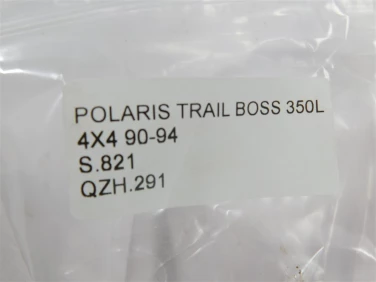 POLARIS TRAIL BOSS 350L
4X4 90-94
S.821
QZH.291